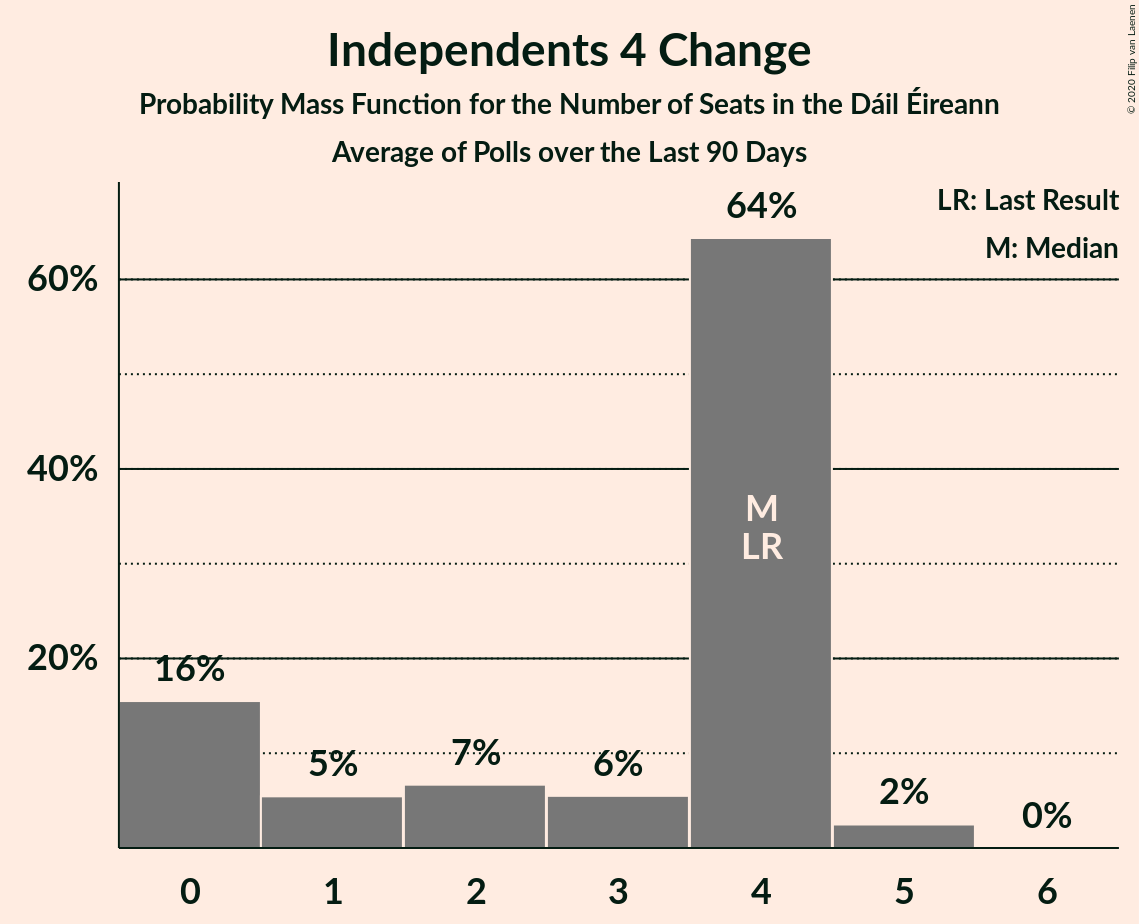 Independents 4 Change
Probability Mass Function for the Number of Seats in the Dáil Éireann
Average of Polls over the Last 90 Days
© 2020 Filip van Laenen
LR: Last Result
M: Median
64%
60%
M
LR
40%
20%
16%
5%
7%
6%
2%
0%
0
1
2
3
4
5
6